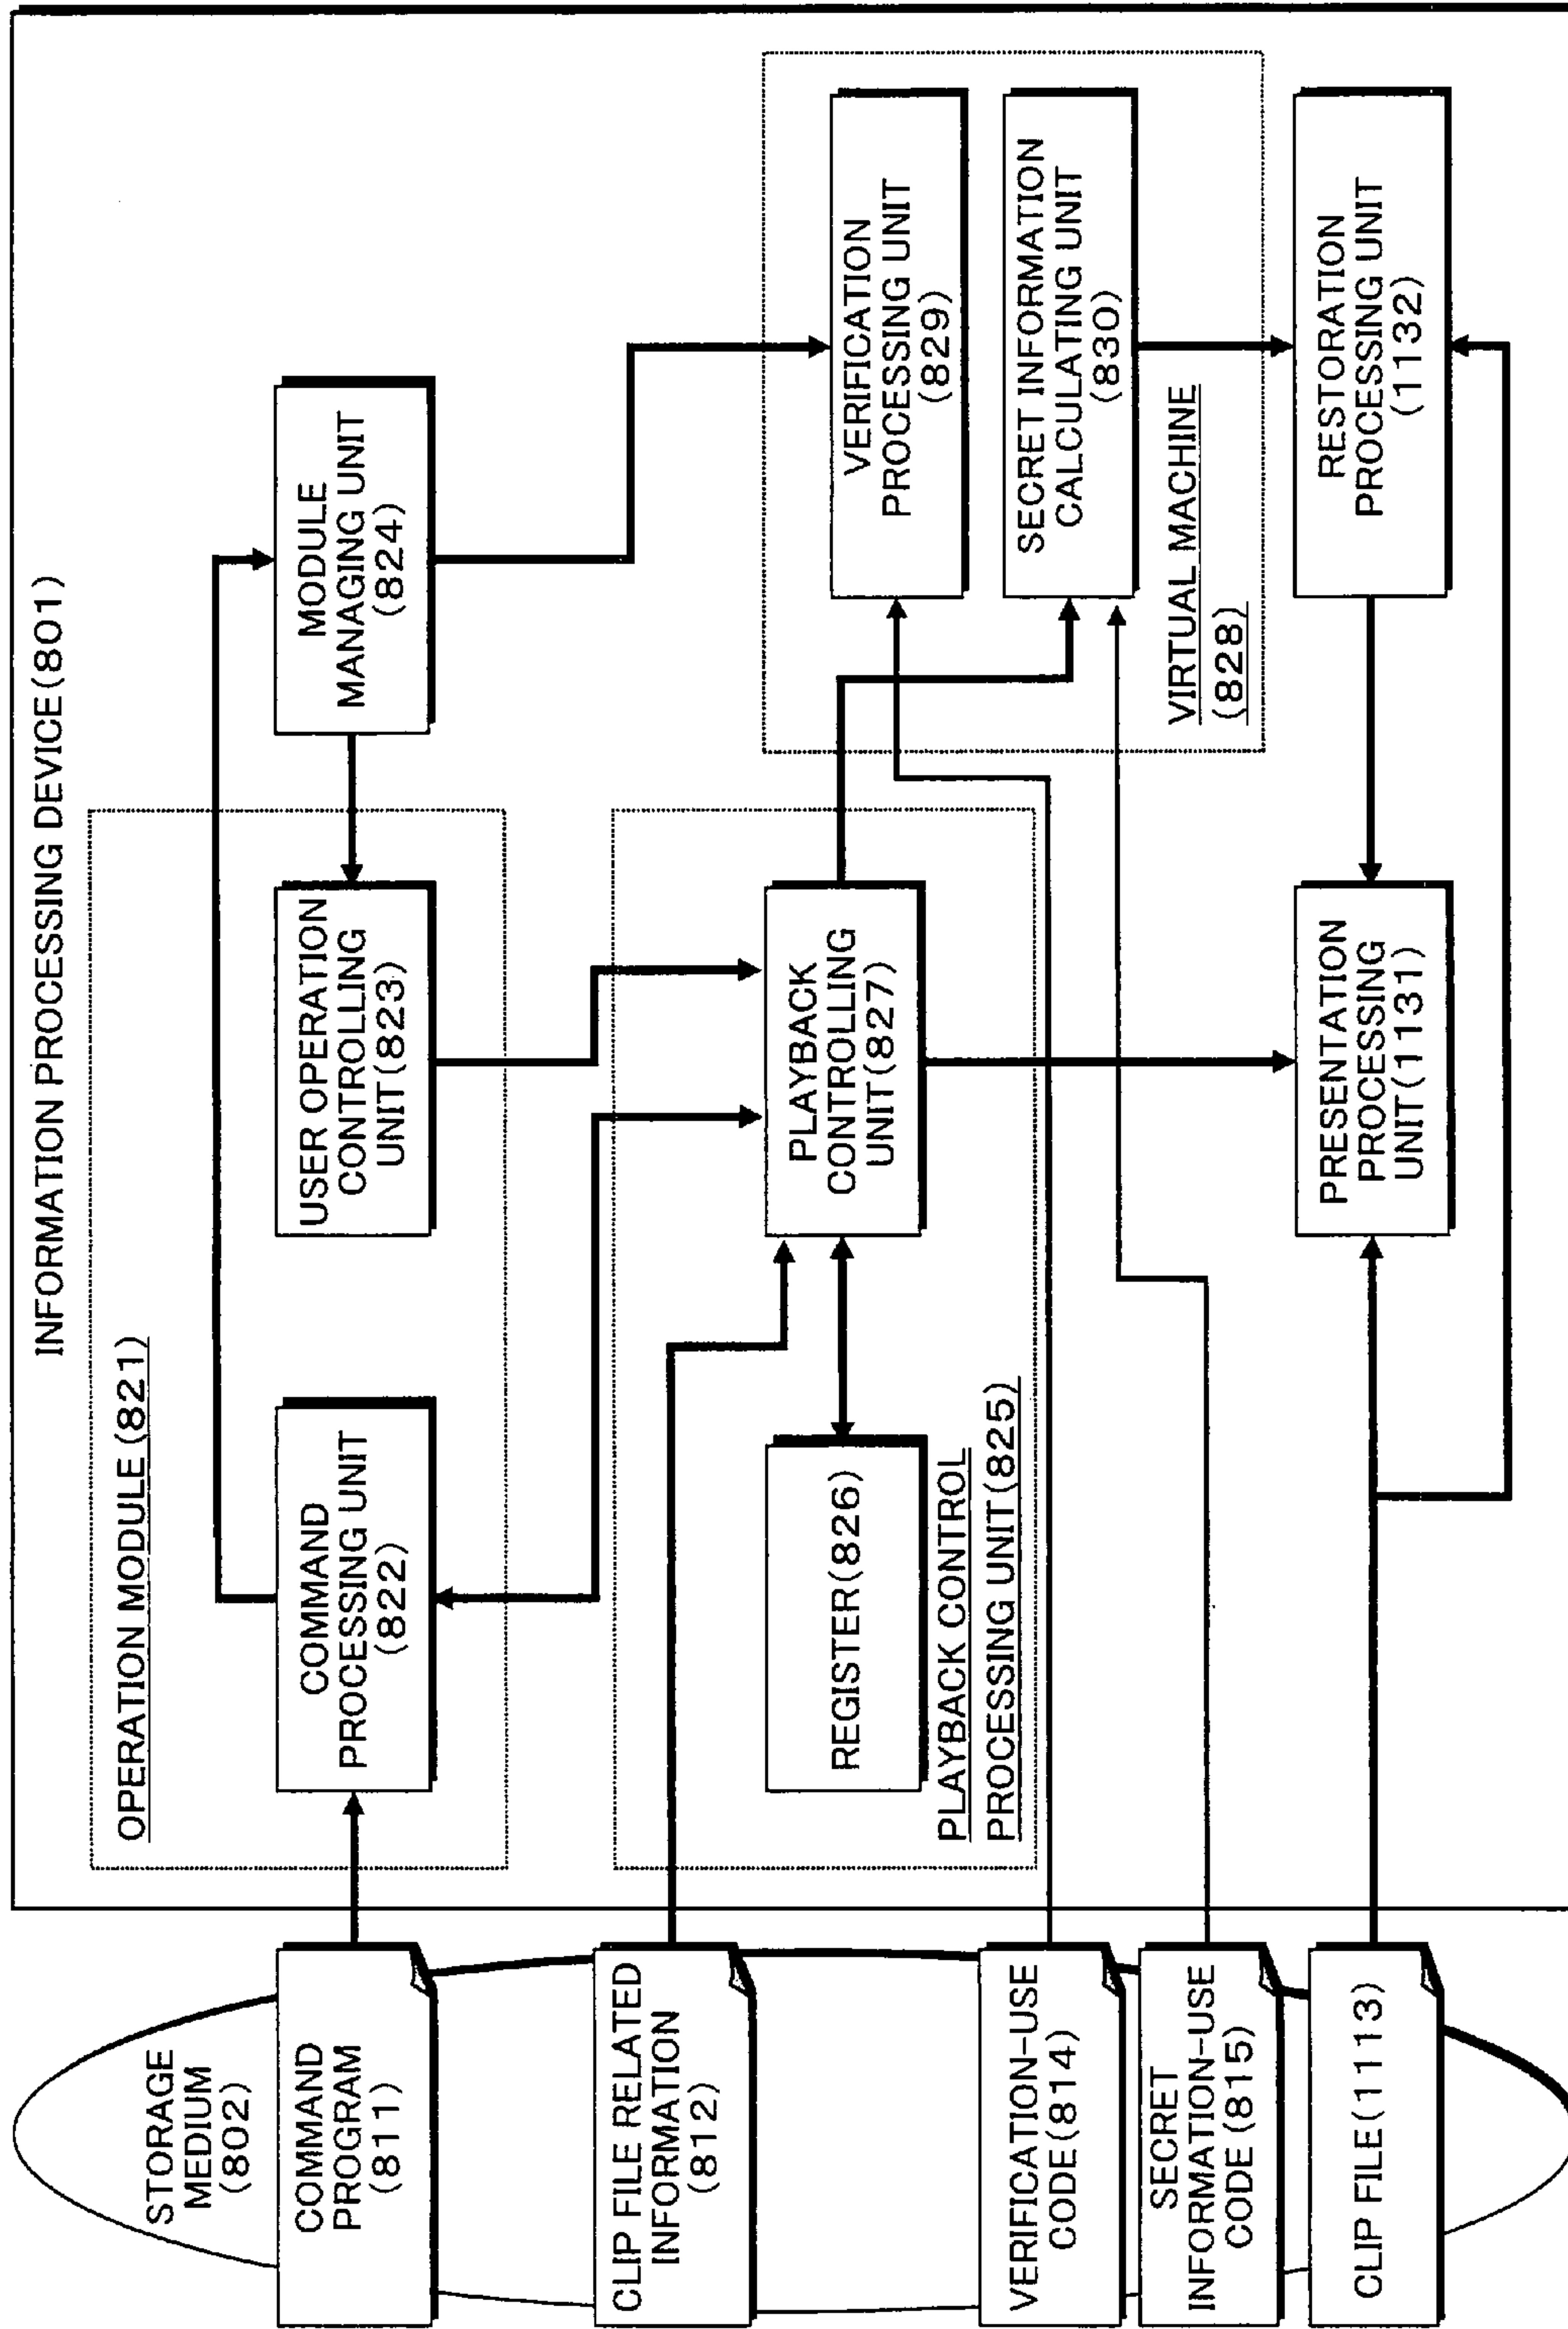 INFORMATION PROCESSING DEVICE(801)
STORAGE
MEDIUM
(802)
COMMAND
PROGRAM
(811)
CLIP FILE RELATED
INFORMATION
(812)
VERIFICATION-USE
CODE(814)
SECRET
INFORMATION-USE
CODE(815)
CLIP FILE(1113)
OPERATION MODULE(821)
COMMAND
PROCESSING UNIT
(822)
USER OPERATION
CONTROLLING
UNIT(823)
MODULE
MANAGING UNIT
(824)
REGISTER(826)
PLAYBACK CONTROL
PROCESSING UNIT(825)
PLAYBACK
CONTROLLING
UNIT(827)
VERIFICATION
PROCESSING UNIT
(829)
SECRET INFORMATION
CALCULATING UNIT
(830)
VIRTUAL MACHINE
(828)
PRESENTATION
PROCESSING
UNIT(1131)
RESTORATION
PROCESSING UNIT
(1132)